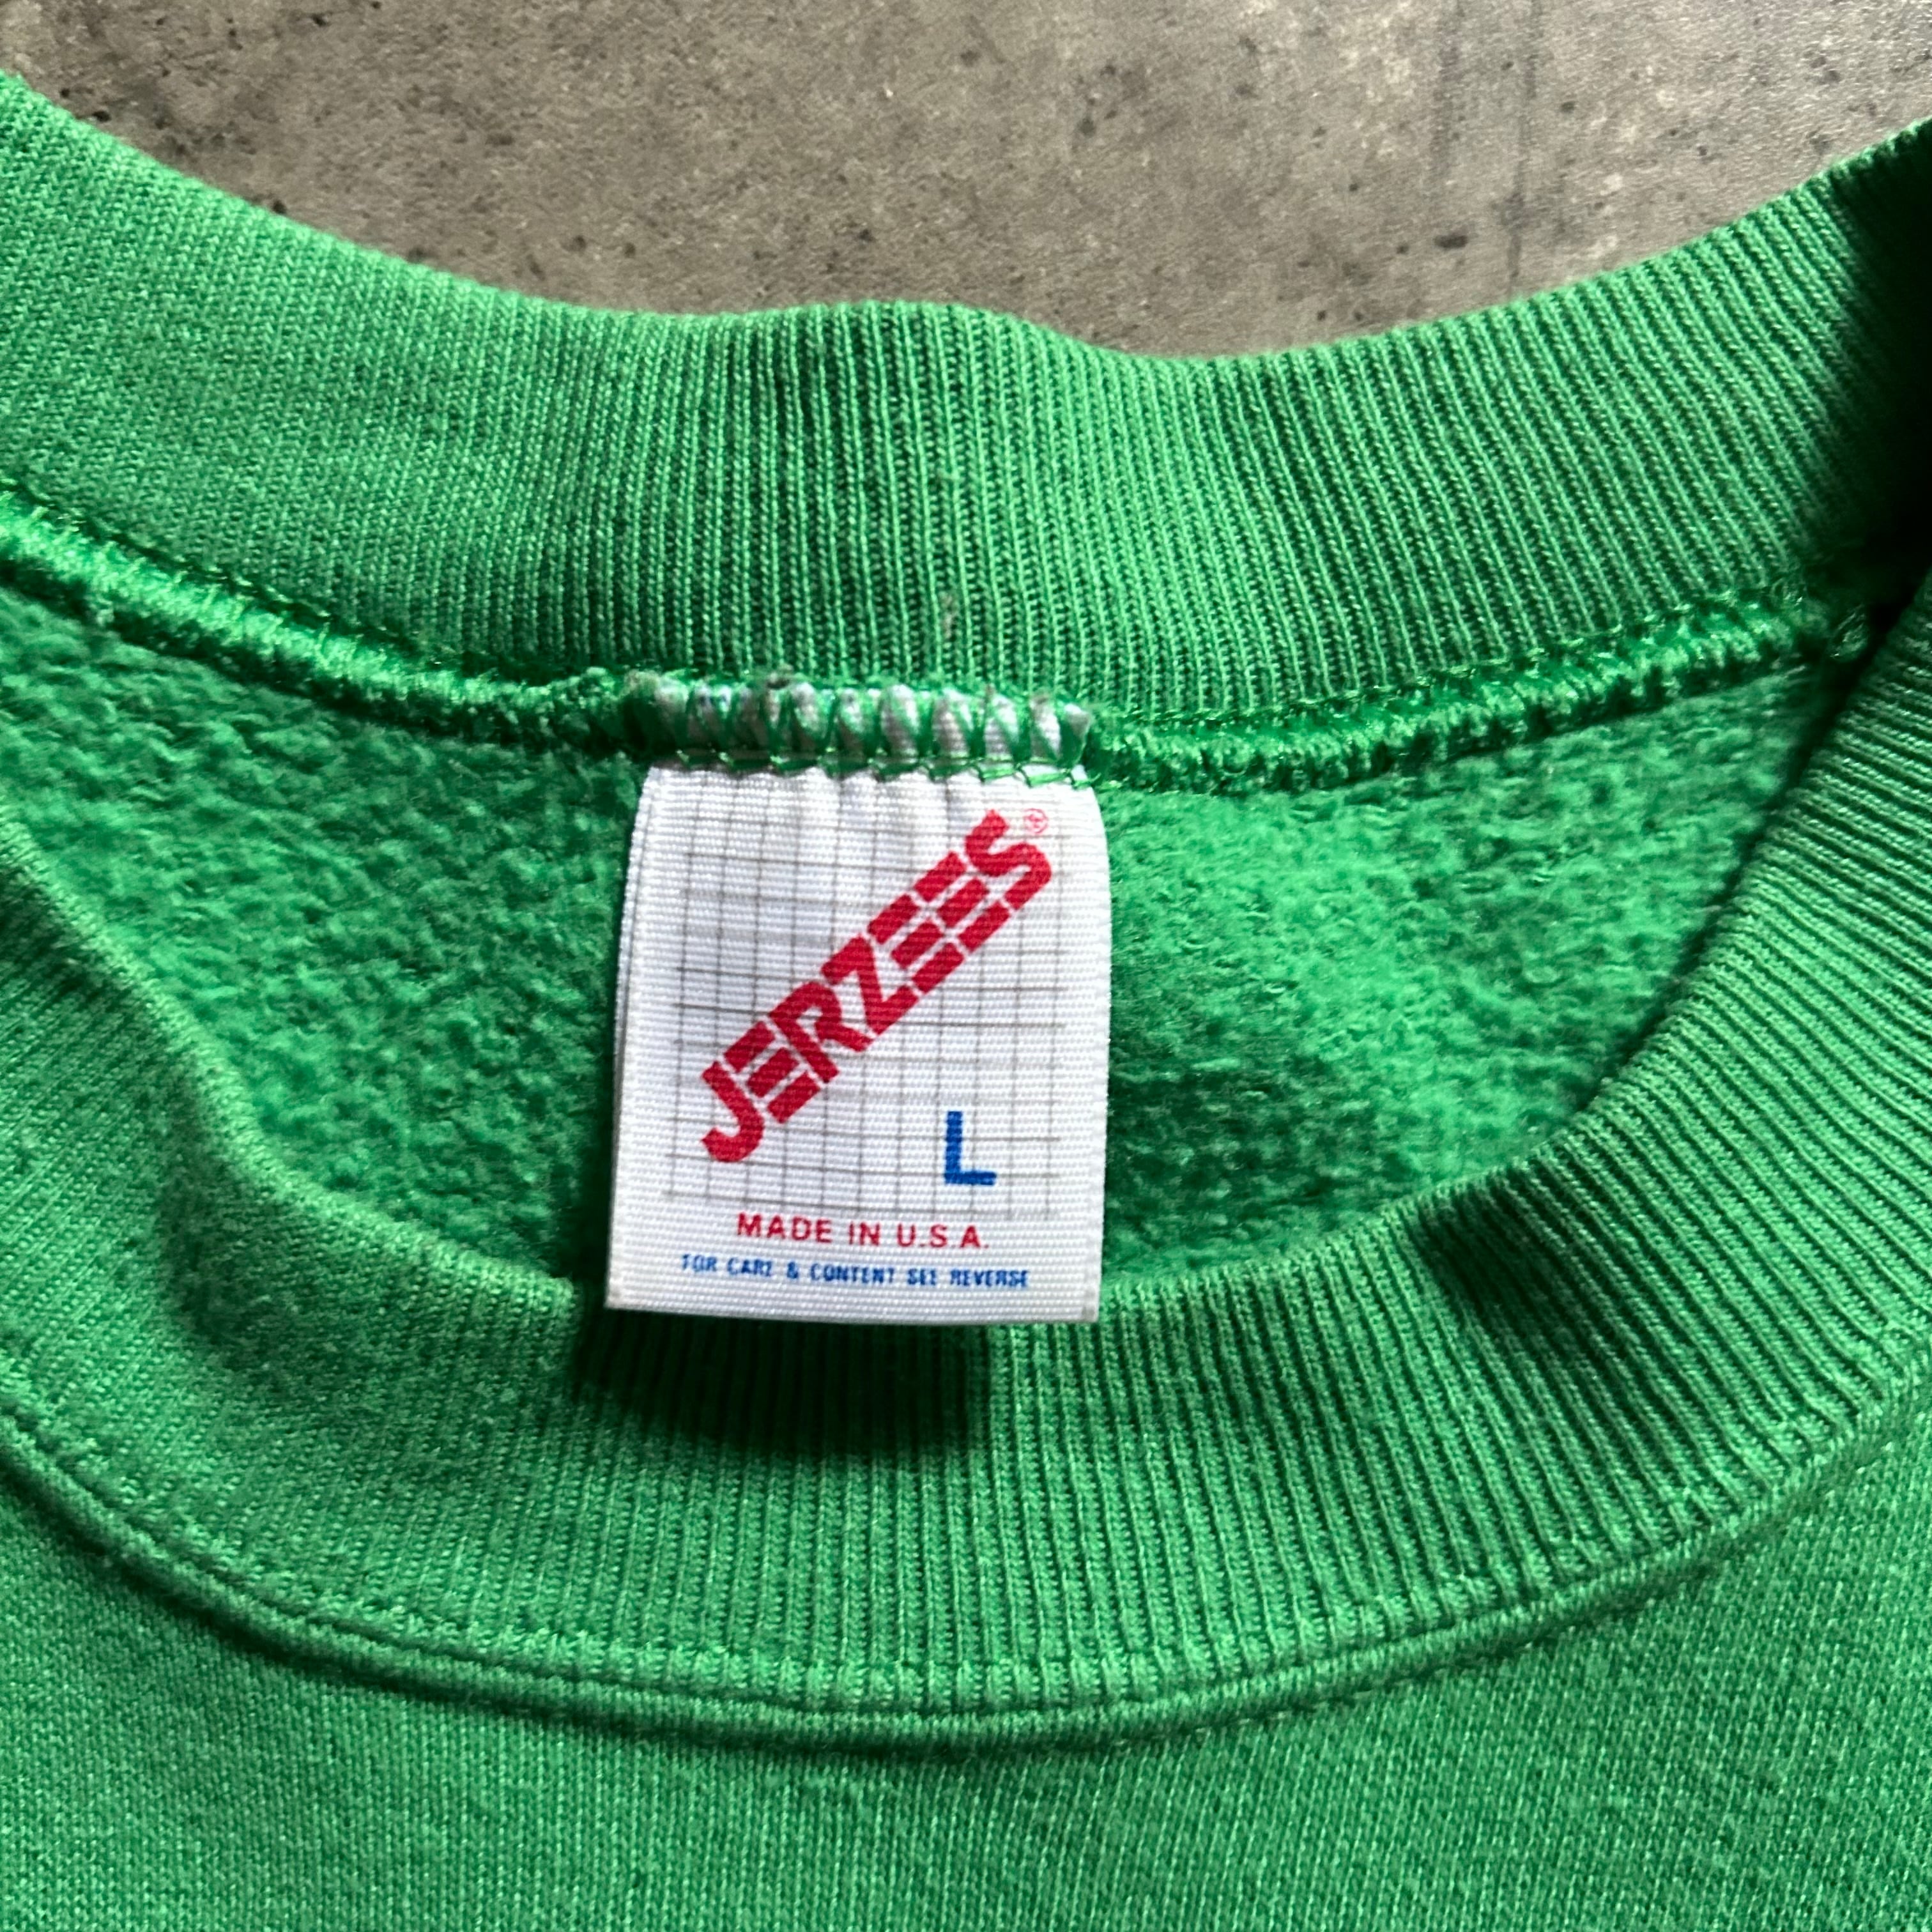 JERZEES®
L
MADE IN U.S.A.
FOR CARE & CONTENT SEE REVERSE